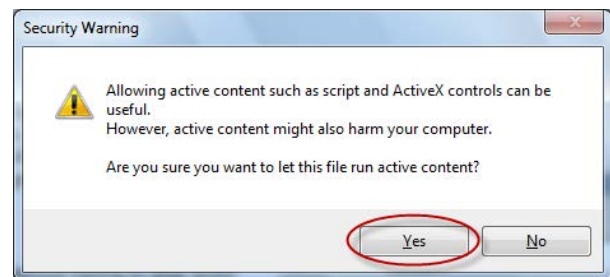 Security Warning
Allowing active content such as script and ActiveX controls can be
useful.
However, active content might also harm your computer.
Are you sure you want to let this file run active content?
Yes
No